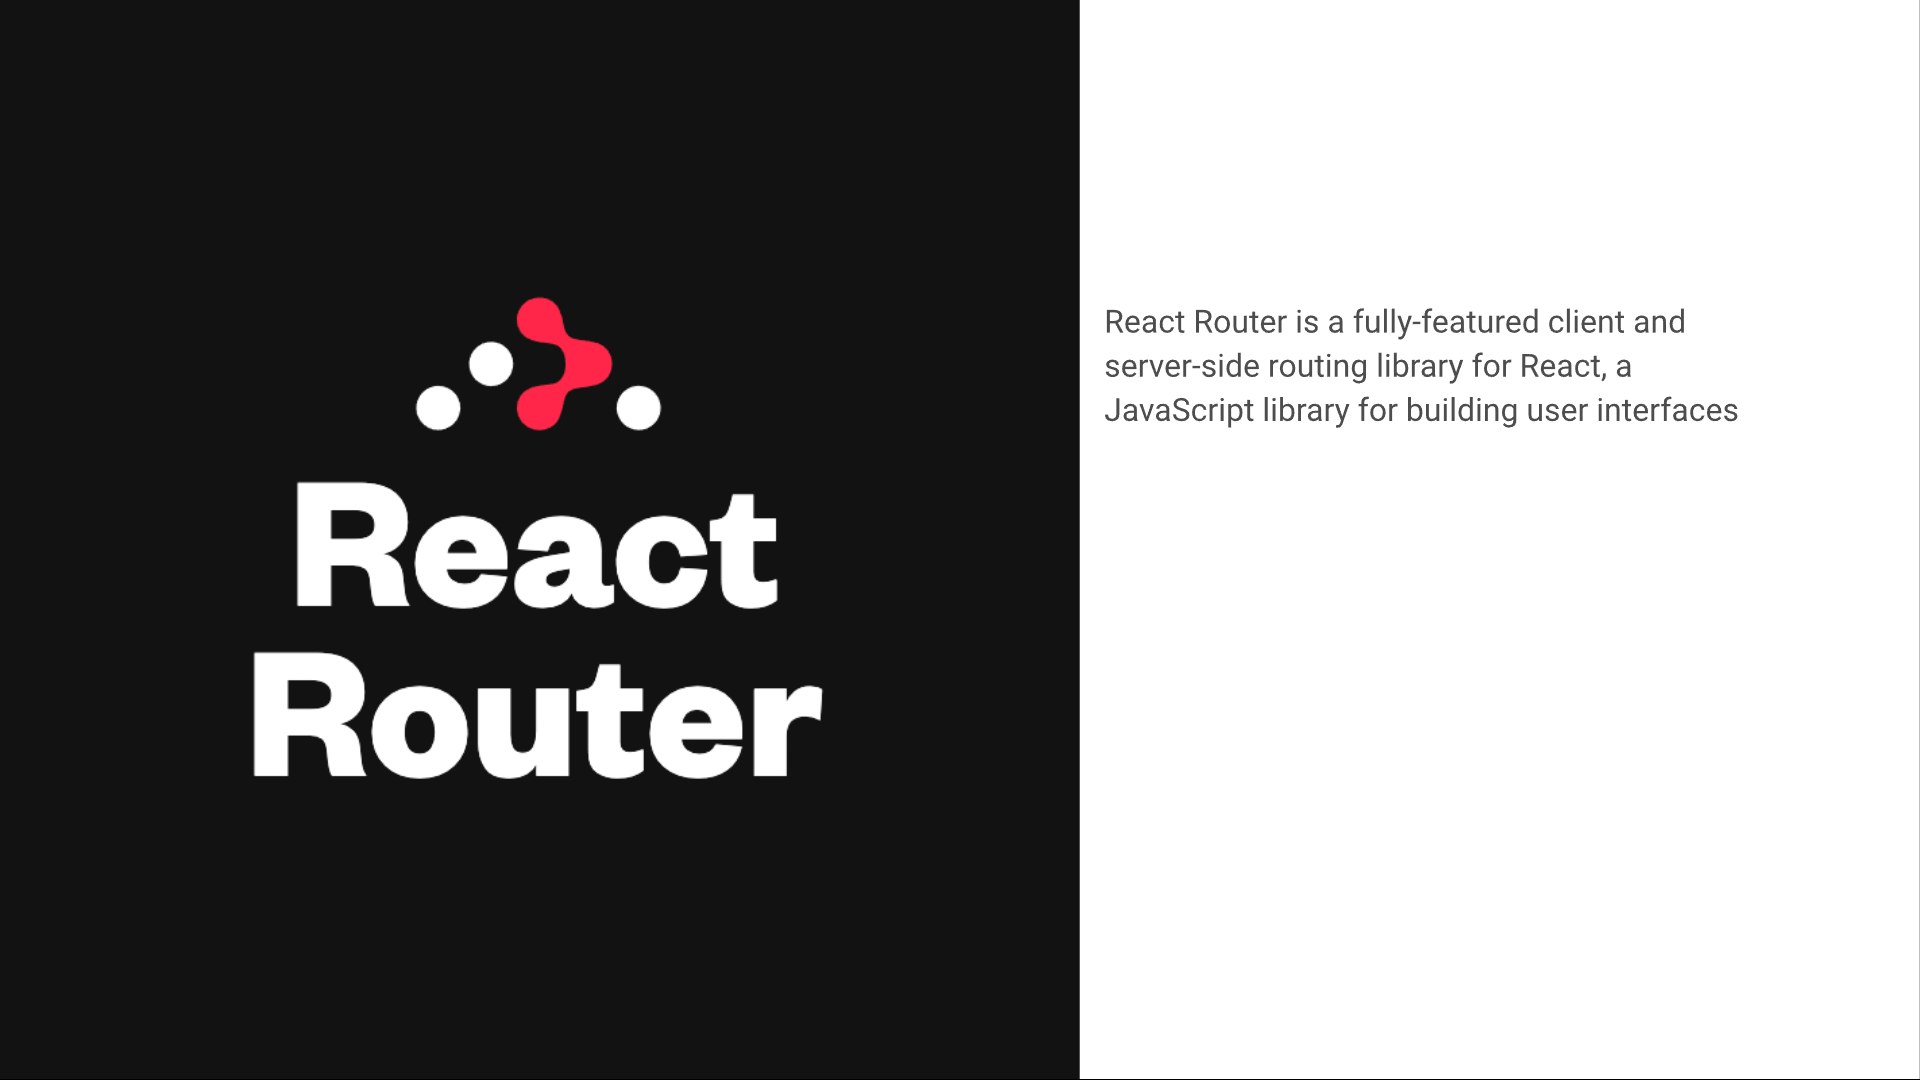 React
Router
React Router is a fully-featured client and
server-side routing library for React, a
JavaScript library for building user interfaces